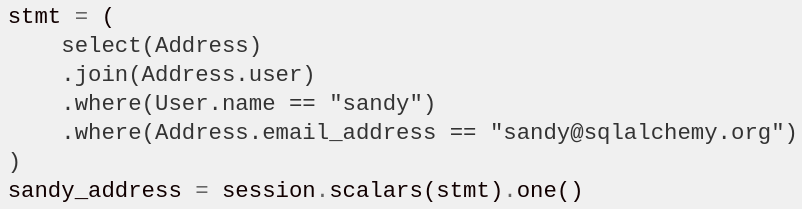 stmt = (
    select(Address)
    .join(Address.user)
    .where(User.name == "sandy")
    .where(Address.email_address == "sandy@sqlalchemy.org")
)
sandy_address = session.scalars(stmt).one()